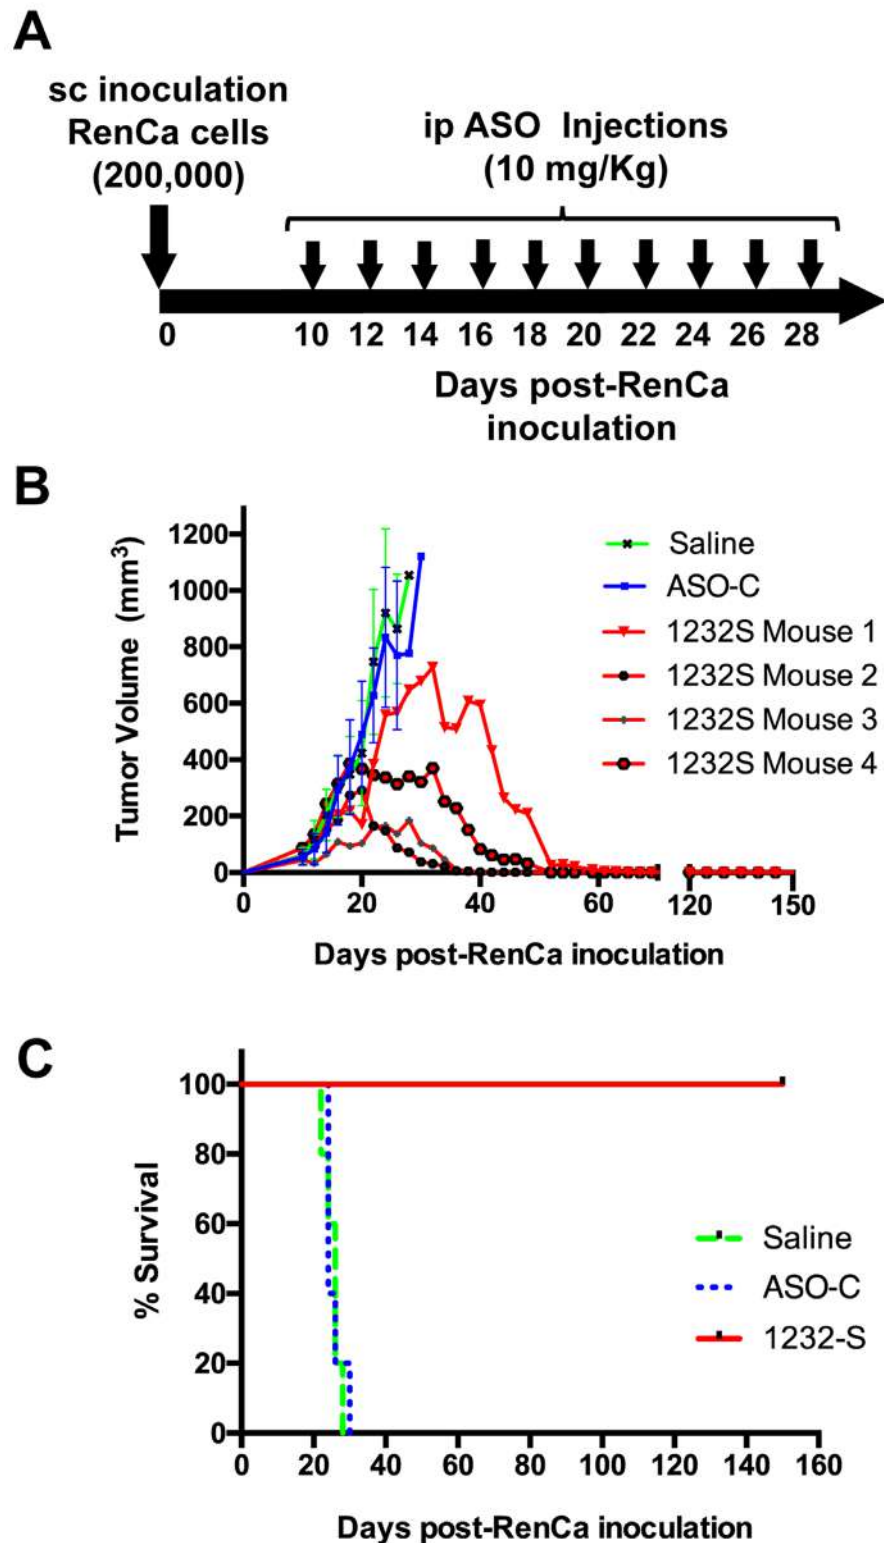 A
sc inoculation
RenCa cells
(200,000)
ip ASO Injections
(10 mg/Kg)
0 10 12 14 16 18 20 22 24 26 28
Days post-RenCa
inoculation
B
Tumor Volume (mm³)
1200
1000
800
600
400
200
0
0 20 40 60 120 150
Days post-RenCa inoculation
Saline
ASO-C
1232S Mouse 1
1232S Mouse 2
1232S Mouse 3
1232S Mouse 4
C
% Survival
100
80
60
40
20
0
0 20 40 60 80 100 120 140 160
Days post-RenCa inoculation
Saline
ASO-C
1232-S